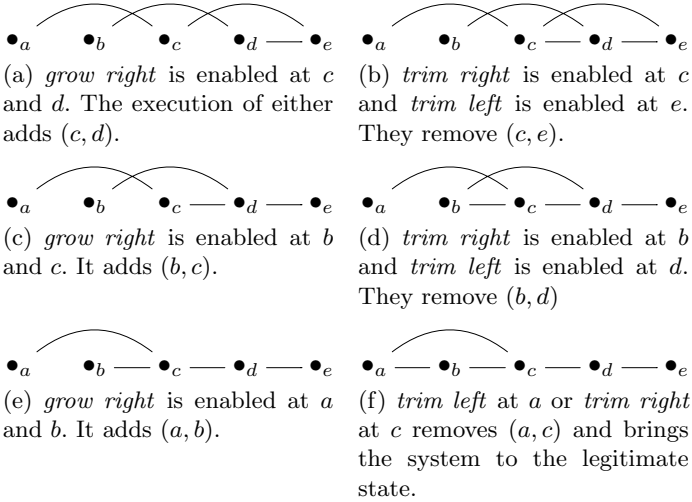 a b c d e
a b c d e
(a) grow right is enabled at c
and d. The execution of either
adds (c, d).
(b) trim right is enabled at c
and trim left is enabled at e.
They remove (c, e).
a b c d e
a b c d e
(c) grow right is enabled at b
and c. It adds (b, c).
(d) trim right is enabled at b
and trim left is enabled at d.
They remove (b, d)
a b c d e
a b c d e
(e) grow right is enabled at a
and b. It adds (a, b).
(f) trim left at a or trim right
at c removes (a, c) and brings
the system to the legitimate
state.